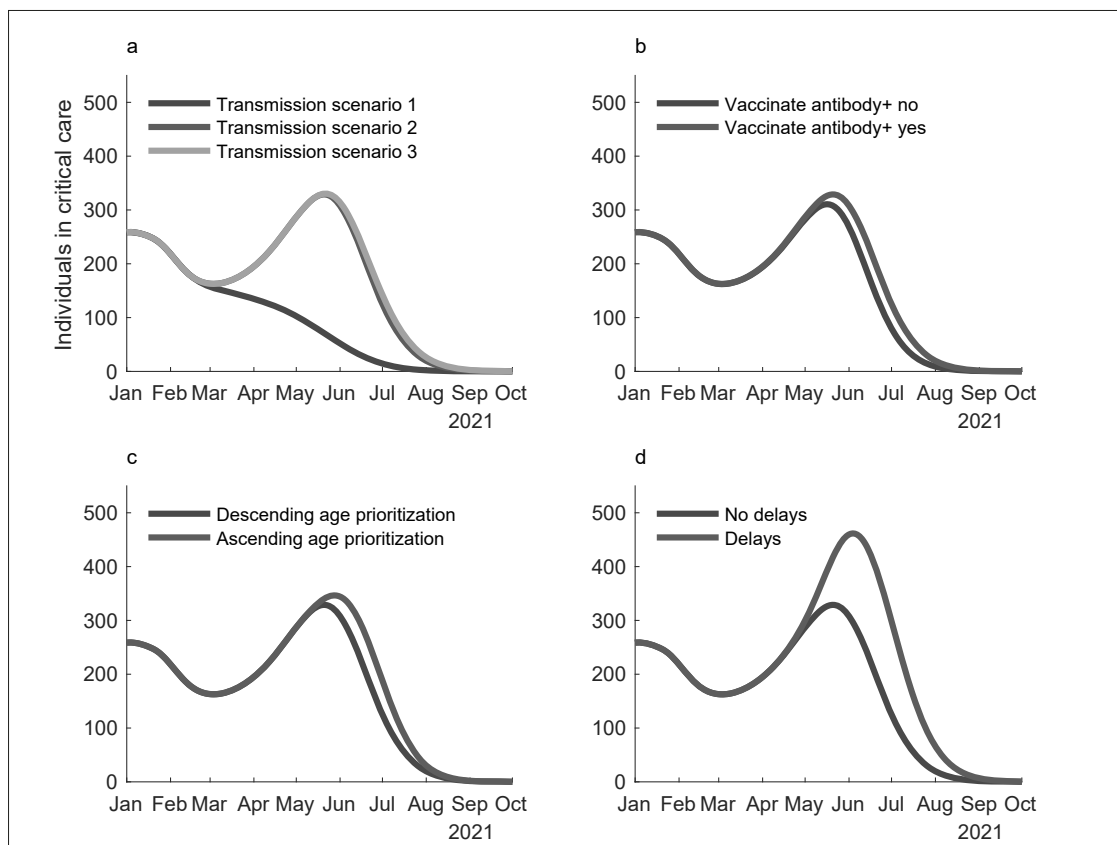 a
Individuals in critical care
500
400
300
200
100
0
Transmission scenario 1
Transmission scenario 2
Transmission scenario 3
Jan Feb Mar Apr May Jun Jul Aug Sep Oct
2021
b
500
400
300
200
100
0
Vaccinate antibody+ no
Vaccinate antibody+ yes
Jan Feb Mar Apr May Jun Jul Aug Sep Oct
2021
c
500
400
300
200
100
0
Descending age prioritization
Ascending age prioritization
Jan Feb Mar Apr May Jun Jul Aug Sep Oct
2021
d
500
400
300
200
100
0
No delays
Delays
Jan Feb Mar Apr May Jun Jul Aug Sep Oct
2021